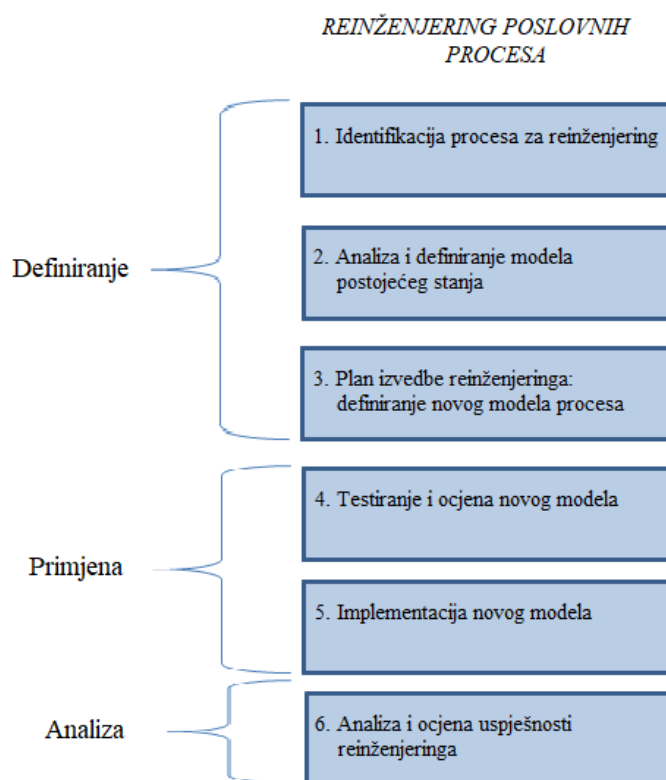 REINŽENJERING POSLOVNIH
PROCESA
Definiranje
1. Identifikacija procesa za reinženjering
2. Analiza i definiranje modela
postojećeg stanja
3. Plan izvedbe reinženjeringa:
definiranje novog modela procesa
Primjena
4. Testiranje i ocjena novog modela
5. Implementacija novog modela
Analiza
6. Analiza i ocjena uspješnosti
reinženjeringa